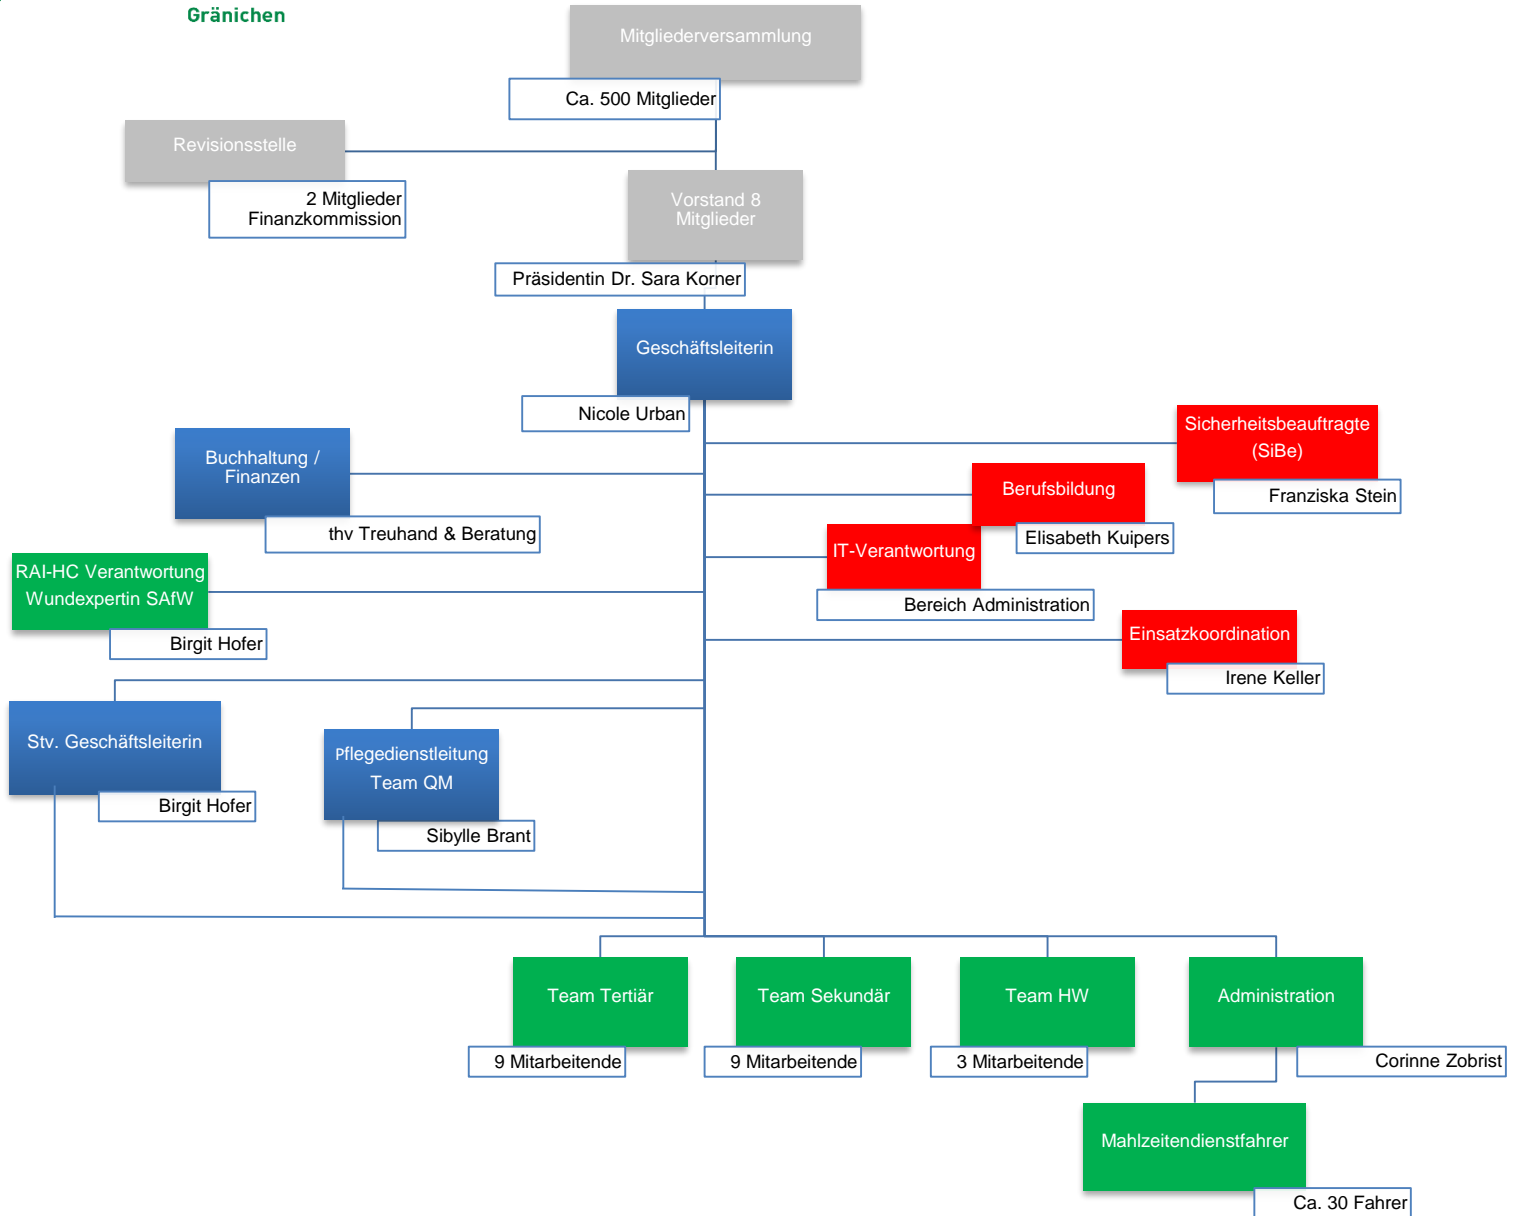 Gränichen
Mitgliederversammlung
Ca. 500 Mitglieder
Revisionsstelle
2 Mitglieder
Finanzkommission
Vorstand 8
Mitglieder
Präsidentin Dr. Sara Korner
Geschäftsleiterin
Nicole Urban
Sicherheitsbeauftragte
(SiBe)
Franziska Stein
Buchhaltung /
Finanzen
thv Treuhand & Beratung
Berufsbildung
Elisabeth Kuipers
IT-Verantwortung
Bereich Administration
RAI-HC Verantwortung
Wundexpertin SAfW
Birgit Hofer
Einsatzkoordination
Irene Keller
Stv. Geschäftsleiterin
Birgit Hofer
Pflegedienstleitung
Team QM
Sibylle Brant
Team Tertiär
9 Mitarbeitende
Team Sekundär
9 Mitarbeitende
Team HW
3 Mitarbeitende
Administration
Corinne Zobrist
Mahlzeitendienstfahrer
Ca. 30 Fahrer